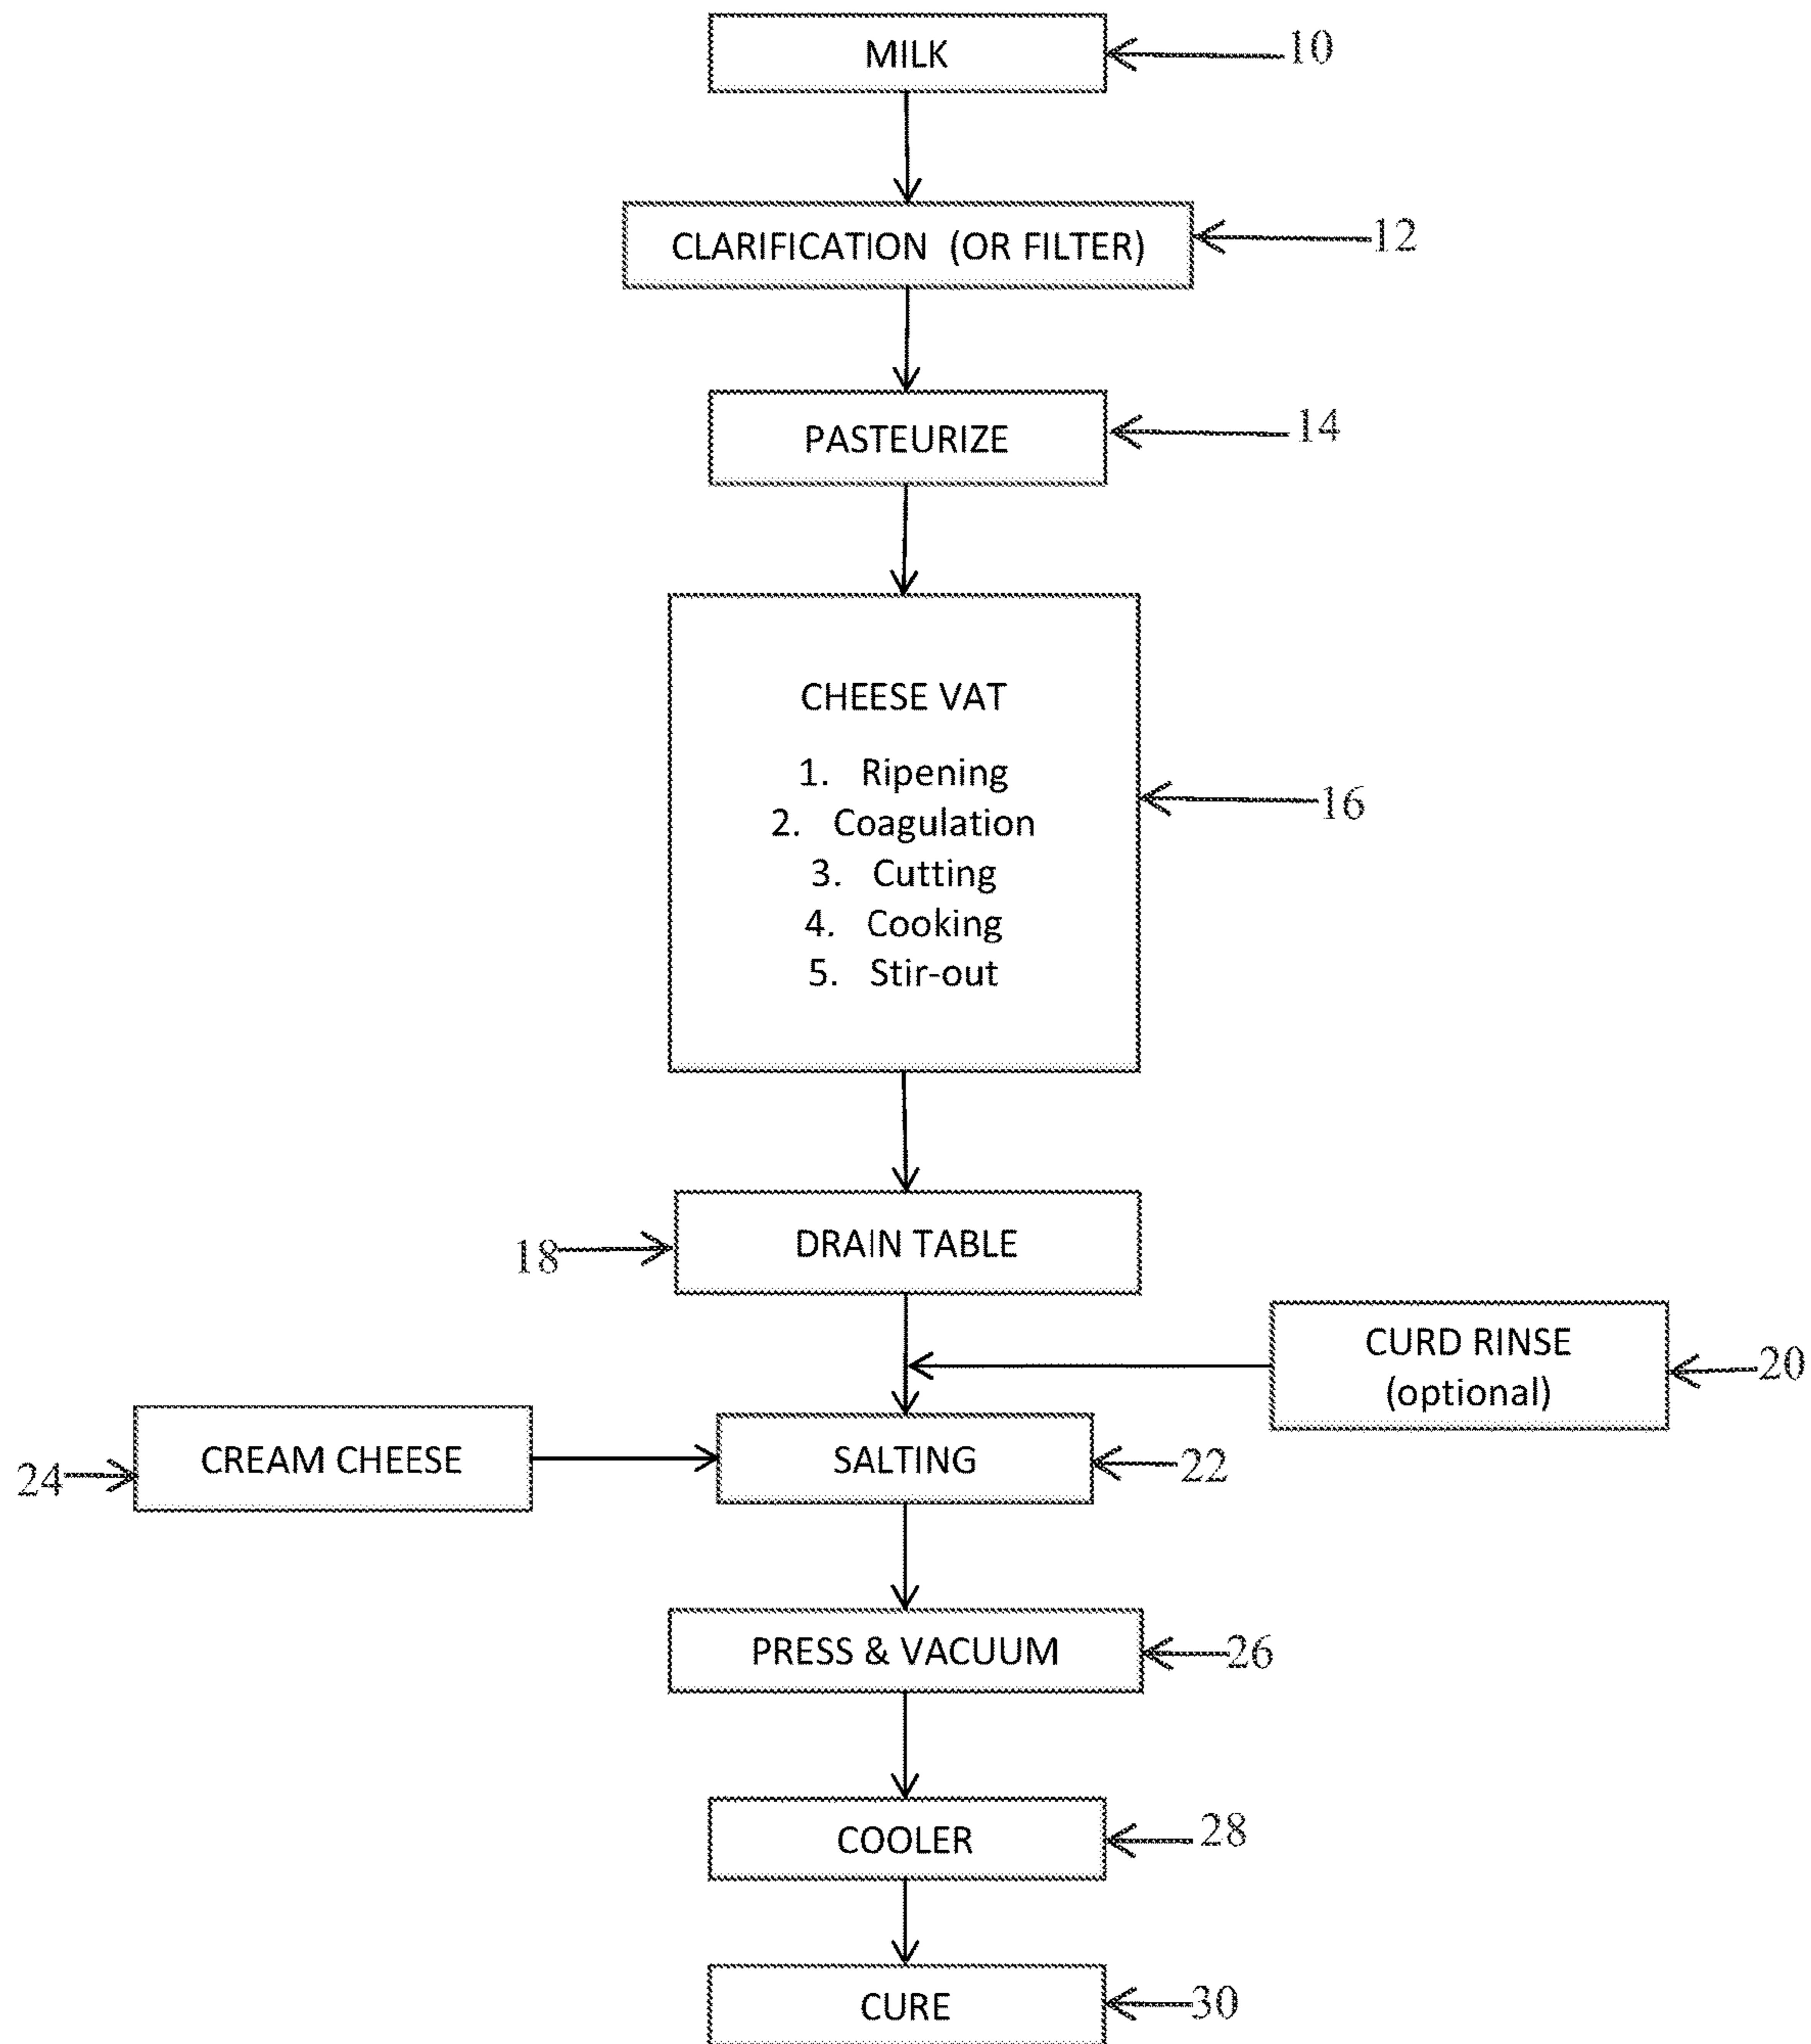 MILK
10
CLARIFICATION (OR FILTER)
12
PASTEURIZE
14
CHEESE VAT
1. Ripening
2. Coagulation
3. Cutting
4. Cooking
5. Stir-out
16
DRAIN TABLE
18
CURD RINSE
(optional)
20
CREAM CHEESE
24
SALTING
22
PRESS & VACUUM
26
COOLER
28
CURE
30